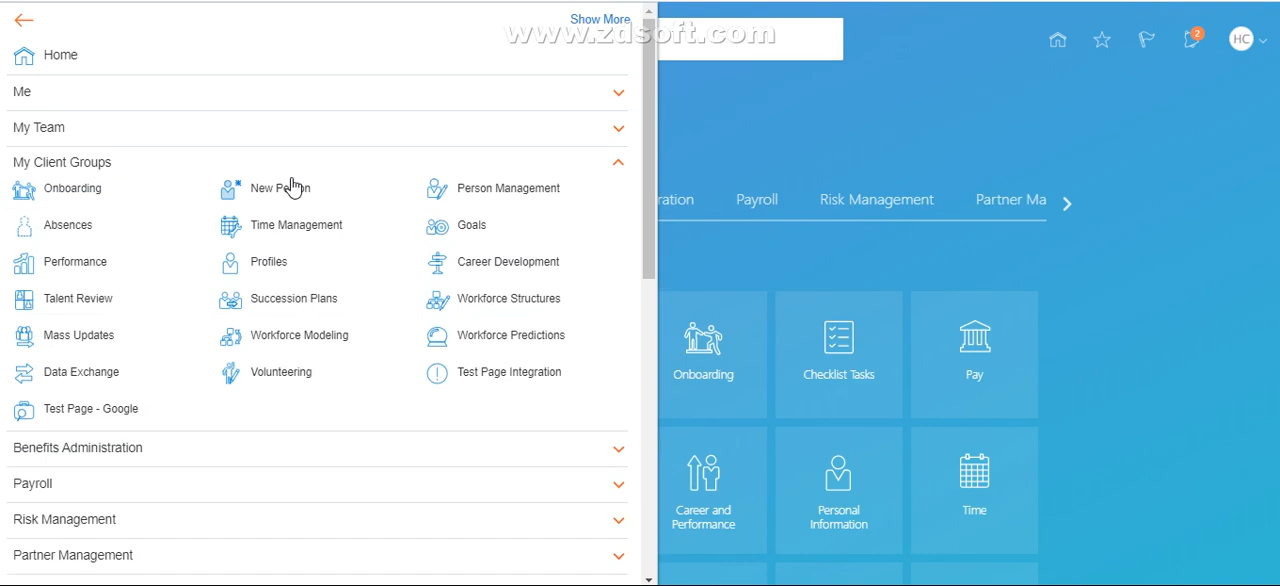 Show More
www.zdsoft.com
Home
Me
My Team
My Client Groups
Onboarding
New Person
Person Management
Absences
Time Management
Goals
Performance
Profiles
Career Development
Talent Review
Succession Plans
Workforce Structures
Mass Updates
Workforce Modeling
Workforce Predictions
Data Exchange
Volunteering
Test Page Integration
Test Page - Google
Benefits Administration
Payroll
Risk Management
Partner Management
2
HC
ration
Payroll
Risk Management
Partner Ma
Onboarding
Checklist Tasks
Pay
Career and
Performance
Personal
Information
Time